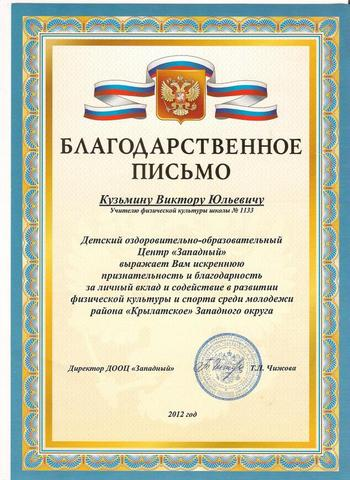 БЛАГОДАРСТВЕННОЕ
ПИСЬМО
Кузьмину Виктору Юльевичу
Учителю физической культуры школы № 1133
Детский оздоровительно-образовательный
Центр «Западный»
выражает Вам искреннюю
признательность и благодарность
за личный вклад и содействие в развитии
физической культуры и спорта среди молодежи
района «Крылатское» Западного округа
Директор ДООЦ «Западный» Т.Л. Чижова
2012 год